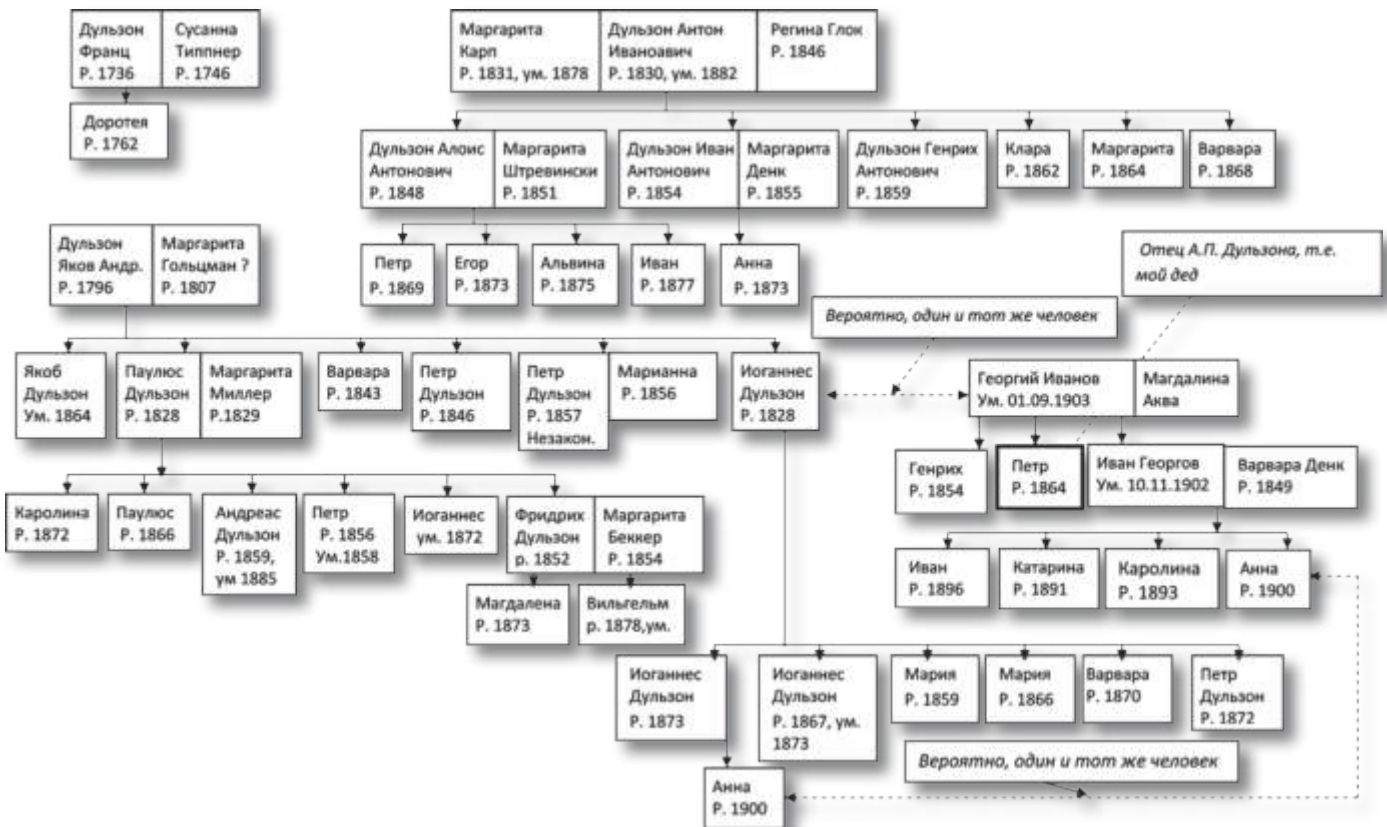 Дульзон
Франц
Р. 1736
Сусанна
Типпнер
Р. 1746
Доротея
Р. 1762
Маргарита
Карп
Р. 1831, ум. 1878
Дульзон Антон
Иваноавич
Р. 1830, ум. 1882
Регина Глок
Р. 1846
Дульзон Алоис
Антонович
Р. 1848
Маргарита
Штревински
Р. 1851
Дульзон Иван
Антонович
Р. 1854
Маргарита
Денк
Р. 1855
Дульзон Генрих
Антонович
Р. 1859
Клара
Р. 1862
Маргарита
Р. 1864
Варвара
Р. 1868
Петр
Р. 1869
Егор
Р. 1873
Альвина
Р. 1875
Иван
Р. 1877
Анна
Р. 1873
Отец А.П. Дульзона, т.е.
мой дед
Вероятно, один и тот же человек
Дульзон
Яков Андр.
Р. 1796
Маргарита
Гольцман ?
Р. 1807
Якоб
Дульзон
Ум. 1864
Паулюс
Дульзон
Р. 1828
Маргарита
Миллер
Р.1829
Варвара
Р. 1843
Петр
Дульзон
Р. 1846
Петр
Дульзон
Р. 1857
Незакон.
Марианна
Р. 1856
Иоганнес
Дульзон
Р. 1828
Георгий Иванов
Ум. 01.09.1903
Магдалина
Аква
Генрих
Р. 1854
Петр
Р. 1864
Иван Георгов
Ум. 10.11.1902
Варвара Денк
Р. 1849
Каролина
Р. 1872
Паулюс
Р. 1866
Андреас
Дульзон
Р. 1859,
ум 1885
Петр
Р. 1856
Ум.1858
Иоганнес
ум. 1872
Фридрих
Дульзон
р. 1852
Маргарита
Беккер
Р. 1854
Магдалена
Р. 1873
Вильгельм
р. 1878,ум.
Иван
Р. 1896
Катарина
Р. 1891
Каролина
Р. 1893
Анна
Р. 1900
Иоганнес
Дульзон
Р. 1873
Иоганнес
Дульзон
Р. 1867, ум.
1873
Мария
Р. 1859
Мария
Р. 1866
Варвара
Р. 1870
Петр
Дульзон
Р. 1872
Вероятно, один и тот же человек
Анна
Р. 1900